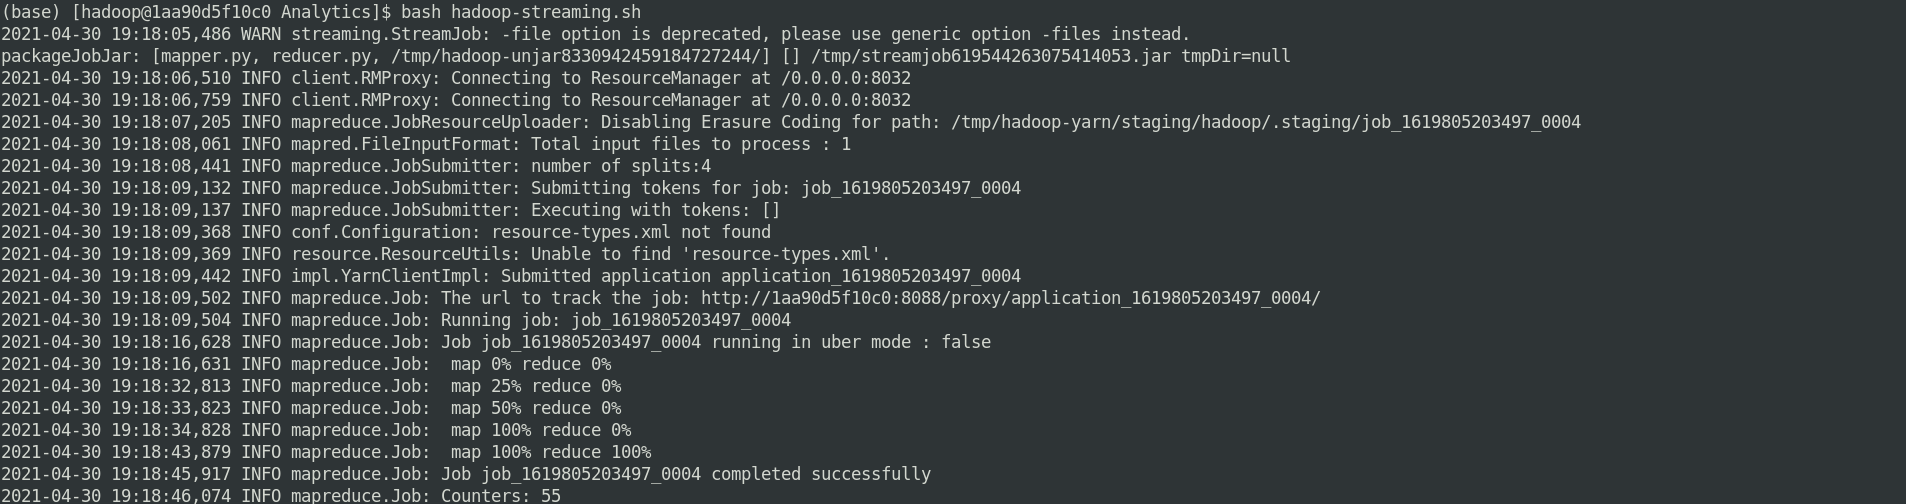 (base) [hadoop@1aa90d5f10c0 Analytics]$ bash hadoop-streaming.sh
2021-04-30 19:18:05,486 WARN streaming.StreamJob: -file option is deprecated, please use generic option -files instead.
packageJobJar: [mapper.py, reducer.py, /tmp/hadoop-unjar8330942459184727244/] [] /tmp/streamjob619544263075414053.jar tmpDir=null
2021-04-30 19:18:06,510 INFO client.RMProxy: Connecting to ResourceManager at /0.0.0.0:8032
2021-04-30 19:18:06,759 INFO client.RMProxy: Connecting to ResourceManager at /0.0.0.0:8032
2021-04-30 19:18:07,205 INFO mapreduce.JobResourceUploader: Disabling Erasure Coding for path: /tmp/hadoop-yarn/staging/hadoop/.staging/job_1619805203497_0004
2021-04-30 19:18:08,061 INFO mapred.FileInputFormat: Total input files to process : 1
2021-04-30 19:18:08,441 INFO mapreduce.JobSubmitter: number of splits:4
2021-04-30 19:18:09,132 INFO mapreduce.JobSubmitter: Submitting tokens for job: job_1619805203497_0004
2021-04-30 19:18:09,137 INFO mapreduce.JobSubmitter: Executing with tokens: []
2021-04-30 19:18:09,368 INFO conf.Configuration: resource-types.xml not found
2021-04-30 19:18:09,369 INFO resource.ResourceUtils: Unable to find 'resource-types.xml'.
2021-04-30 19:18:09,442 INFO impl.YarnClientImpl: Submitted application application_1619805203497_0004
2021-04-30 19:18:09,502 INFO mapreduce.Job: The url to track the job: http://1aa90d5f10c0:8088/proxy/application_1619805203497_0004/
2021-04-30 19:18:09,504 INFO mapreduce.Job: Running job: job_1619805203497_0004
2021-04-30 19:18:16,628 INFO mapreduce.Job: Job job_1619805203497_0004 running in uber mode : false
2021-04-30 19:18:16,631 INFO mapreduce.Job:  map 0% reduce 0%
2021-04-30 19:18:32,813 INFO mapreduce.Job:  map 25% reduce 0%
2021-04-30 19:18:33,823 INFO mapreduce.Job:  map 50% reduce 0%
2021-04-30 19:18:34,828 INFO mapreduce.Job:  map 100% reduce 0%
2021-04-30 19:18:43,879 INFO mapreduce.Job:  map 100% reduce 100%
2021-04-30 19:18:45,917 INFO mapreduce.Job: Job job_1619805203497_0004 completed successfully
2021-04-30 19:18:46,074 INFO mapreduce.Job: Counters: 55